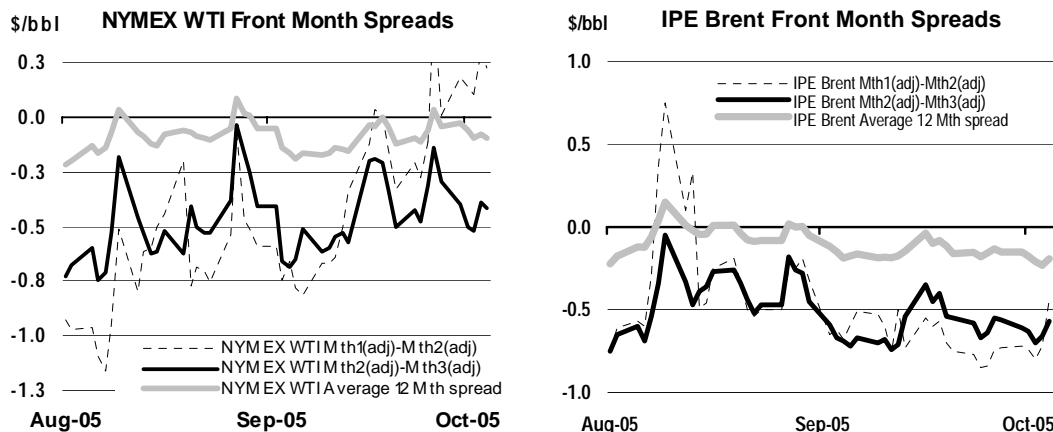 $/bbl
NYMEX WTI Front Month Spreads
0.3
0.0
-0.3
-0.5
-0.8
-1.0
-1.3
NYMEX WTI Mth1(adj)-Mth2(adj)
NYMEX WTI Mth2(adj)-Mth3(adj)
NYMEX WTI Average 12 Mth spread
Aug-05
Sep-05
Oct-05
$/bbl
IPE Brent Front Month Spreads
1.0
0.5
0.0
-0.5
-1.0
IPE Brent Mth1(adj)-Mth2(adj)
IPE Brent Mth2(adj)-Mth3(adj)
IPE Brent Average 12 Mth spread
Aug-05
Sep-05
Oct-05